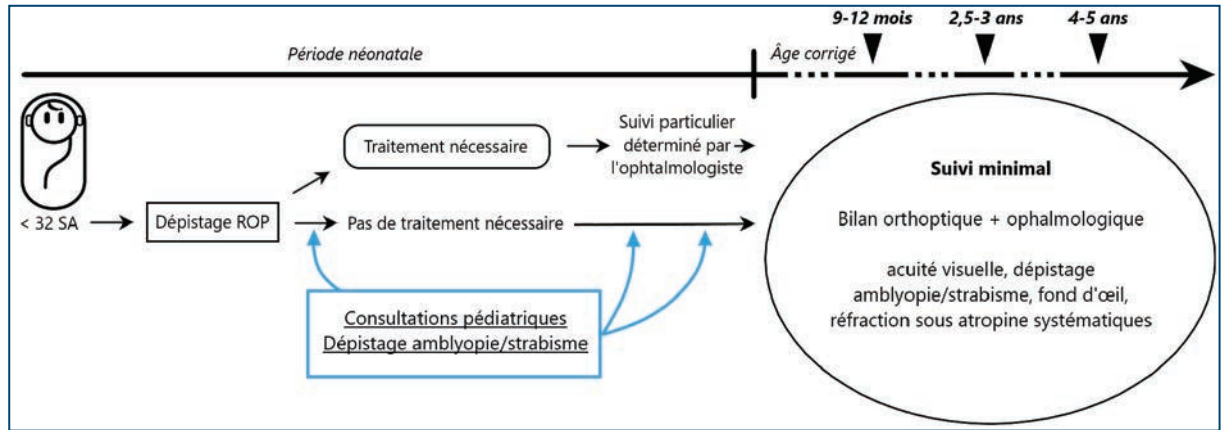 9-12 mois
2,5-3 ans
4-5 ans
Période néonatale
Âge corrigé
< 32 SA
Dépistage ROP
Traitement nécessaire
Suivi particulier
déterminé par
l'ophtalmologiste
Pas de traitement nécessaire
Consultations pédiatriques
Dépistage amblyopie/strabisme
Suivi minimal
Bilan orthoptique + ophalmologique
acuité visuelle, dépistage
amblyopie/strabisme, fond d'œil,
réfraction sous atropine systématiques